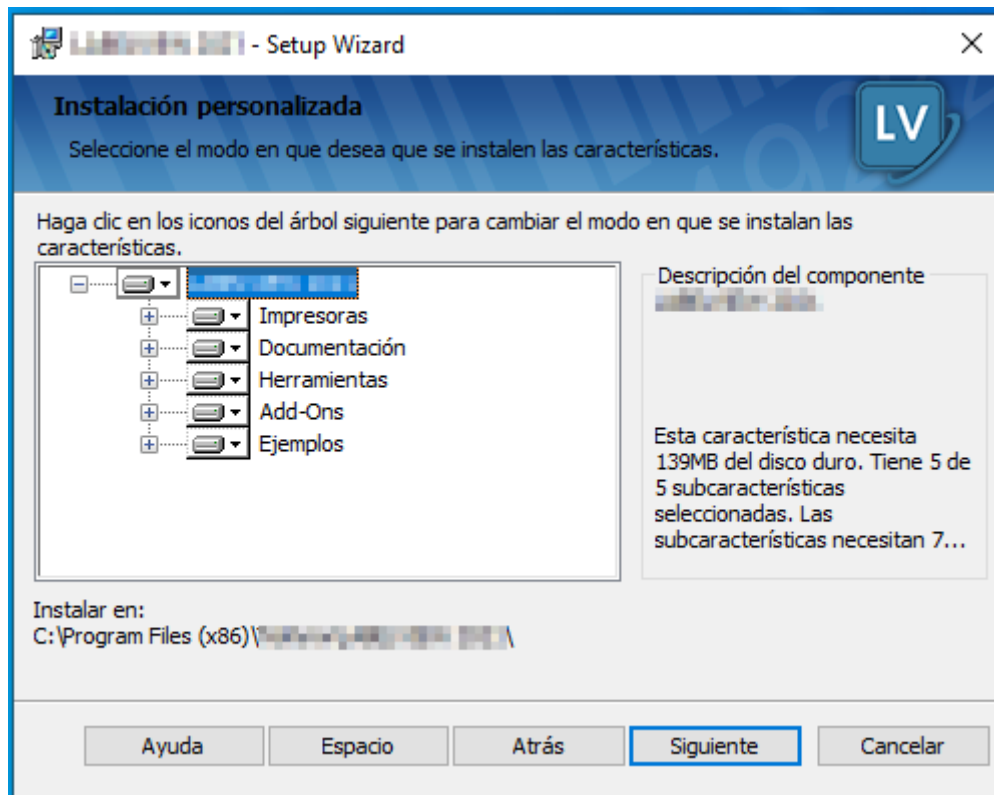 - Setup Wizard
Instalación personalizada
Seleccione el modo en que desea que se instalen las características.
LV
Haga clic en los iconos del árbol siguiente para cambiar el modo en que se instalan las
características.
Impresoras
Documentación
Herramientas
Add-Ons
Ejemplos
Descripción del componente
Esta característica necesita
139MB del disco duro. Tiene 5 de
5 subcaracterísticas
seleccionadas. Las
subcaracterísticas necesitan 7...
Instalar en:
C:\Program Files (x86)\ \
Ayuda
Espacio
Atrás
Siguiente
Cancelar